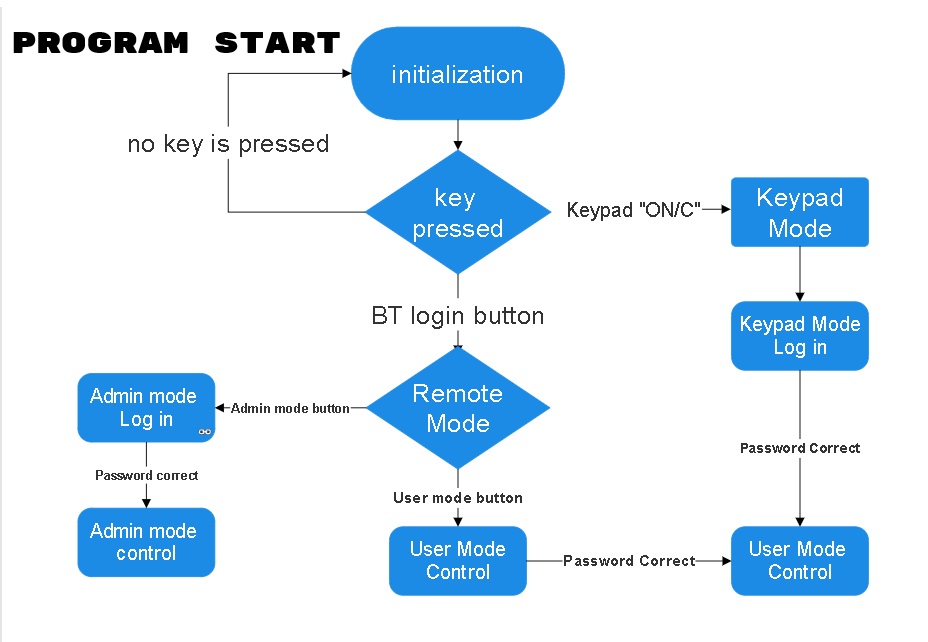 PROGRAM START
initialization
no key is pressed
key
pressed
Keypad "ON/C"
Keypad
Mode
BT login button
Keypad Mode
Log in
Remote
Mode
Admin mode button
Admin mode
Log in
Password correct
Admin mode
control
User mode button
User Mode
Control
Password Correct
Password Correct
User Mode
Control